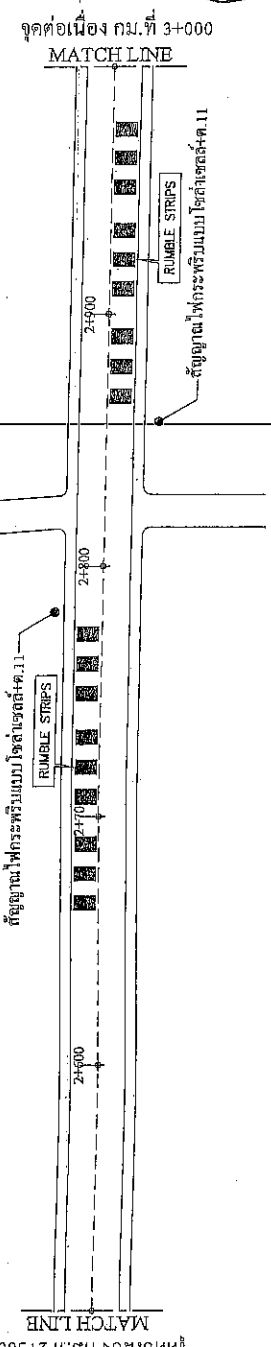 จุดต่อเนื่อง กม.ที่ 3+000
MATCH LINE
RUMBLE STRIPS
สัญญาณไฟกระพริบแบบโซล่าเซลล์+ต.11
2+900
2+800
สัญญาณไฟกระพริบแบบโซล่าเซลล์+ต.11
RUMBLE STRIPS
2+70
2+600
MATCH LINE